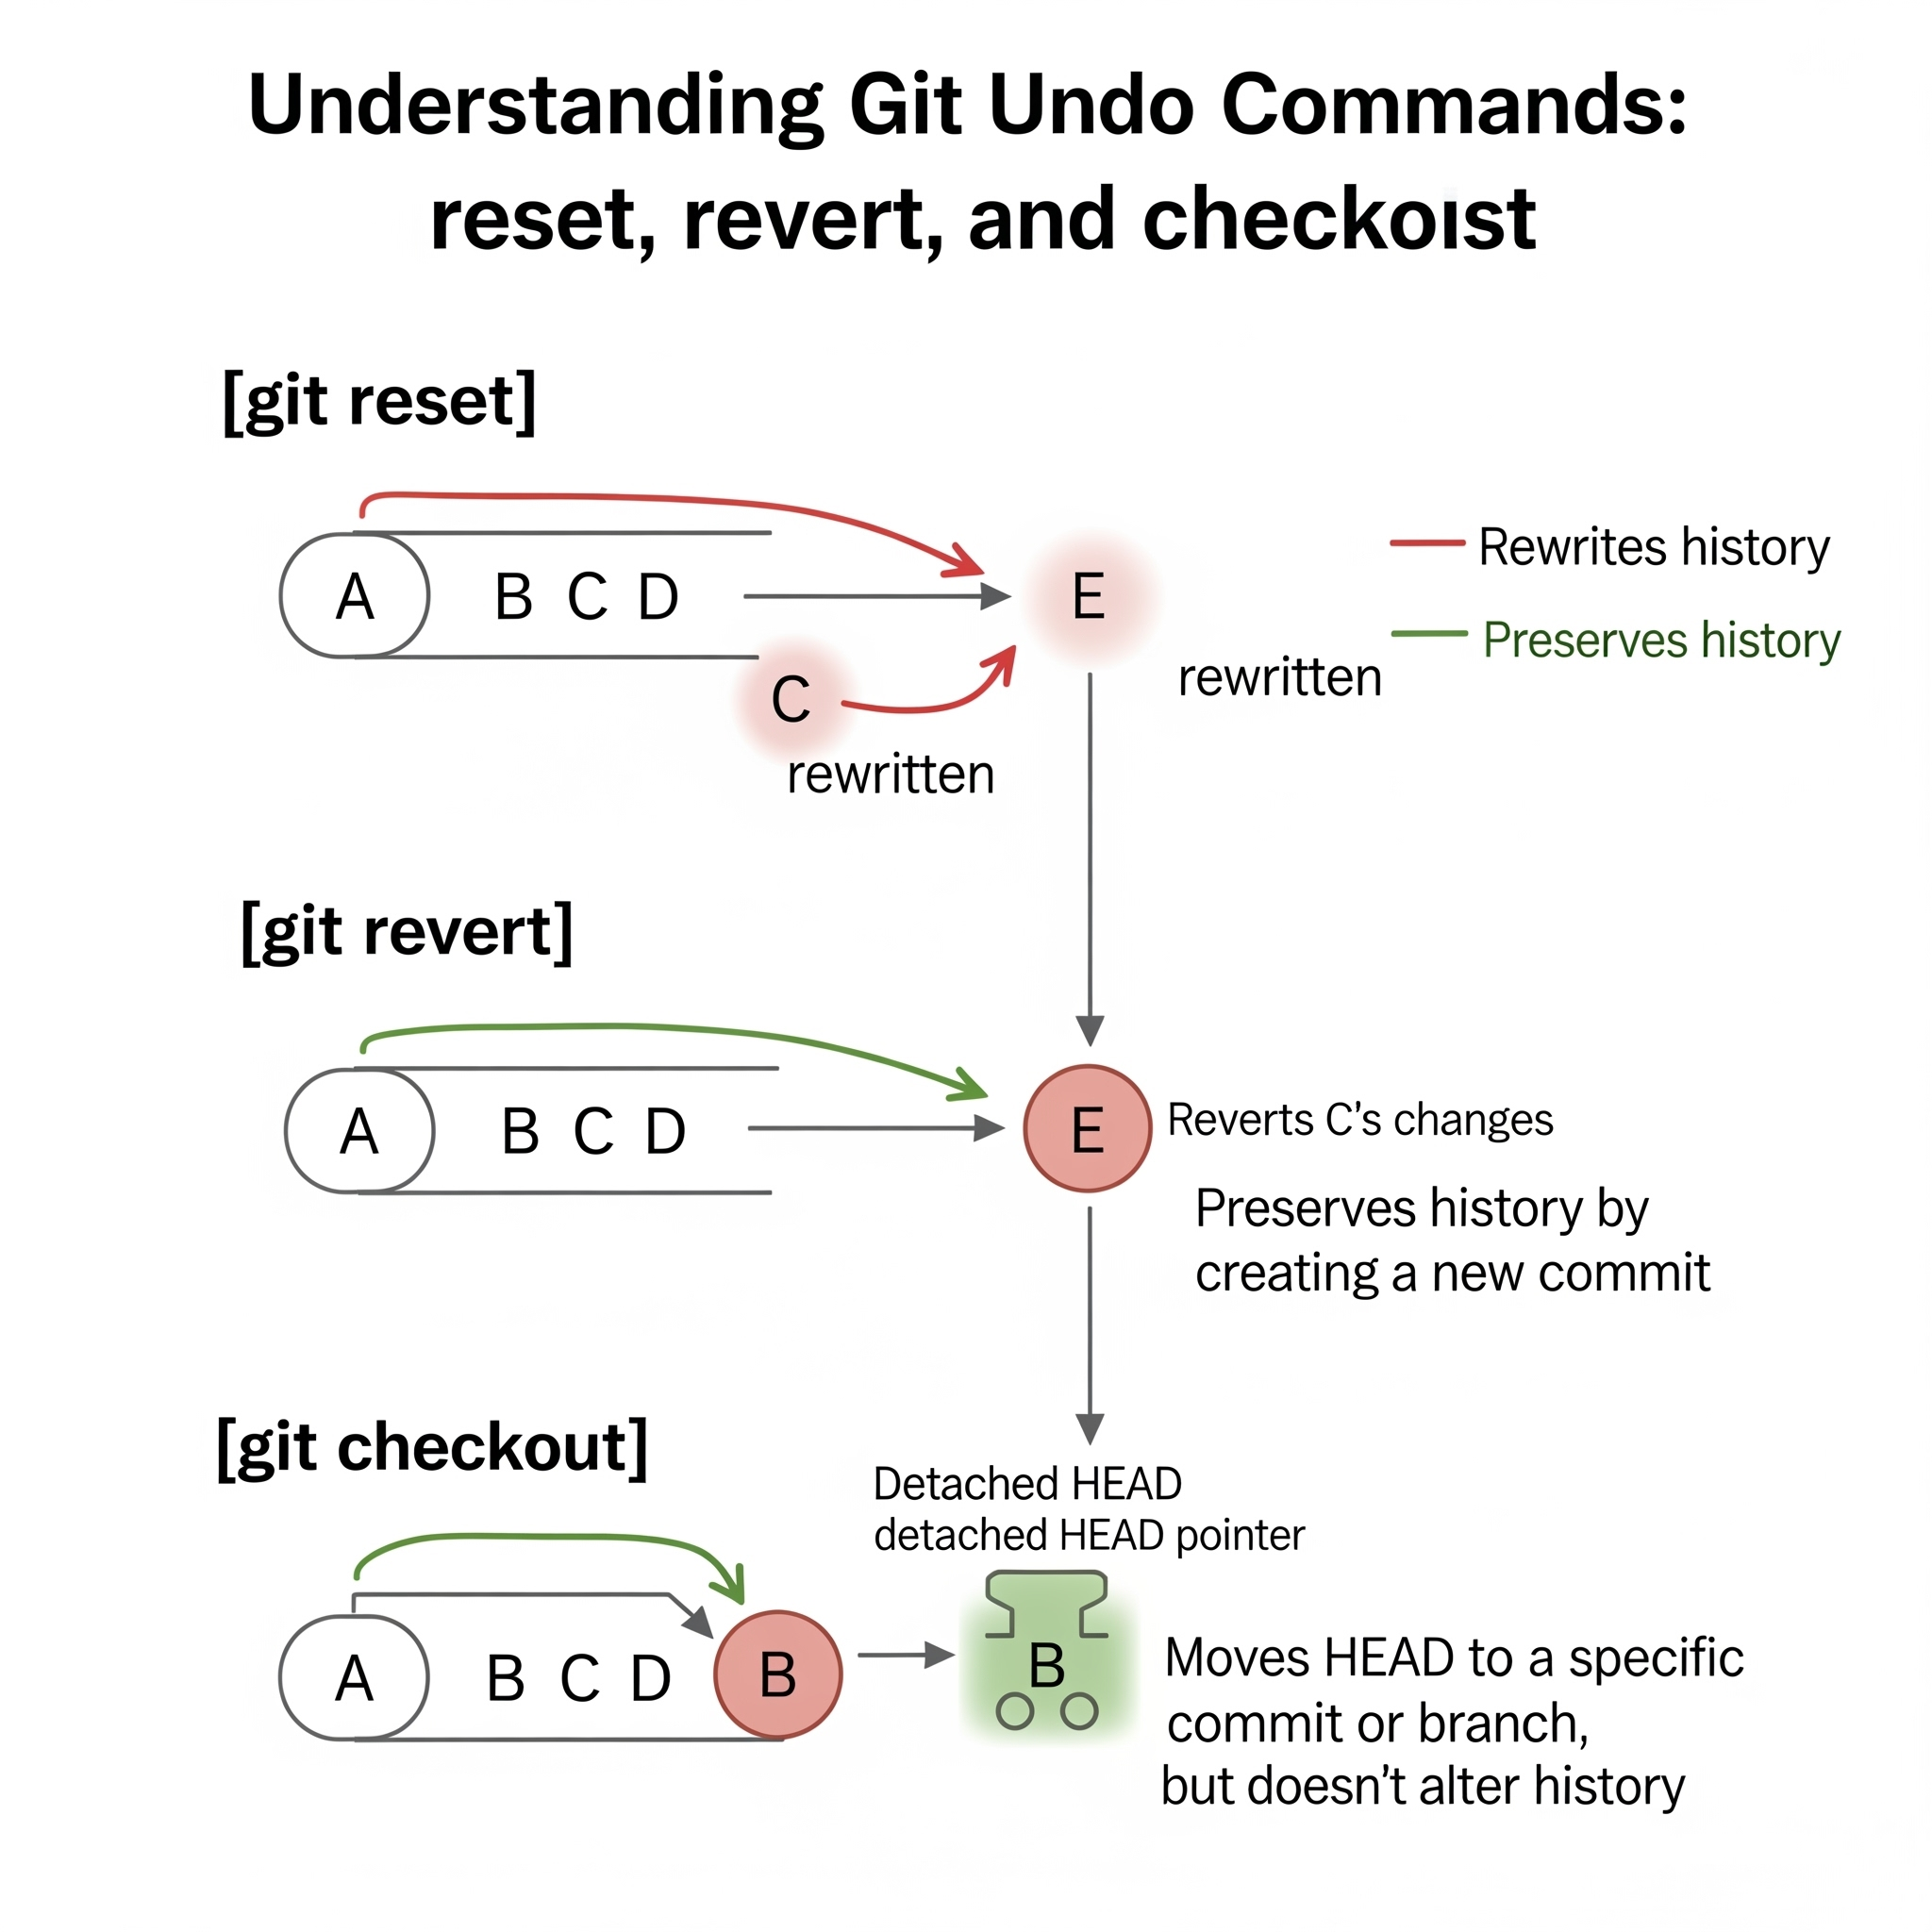 Understanding Git Undo Commands:
reset, revert, and checkoıst
[git reset]
A B C D E
Rewrites history
Preserves history
rewritten
C
rewritten
[git revert]
A B C D E
Reverts C’s changes
Preserves history by
creating a new commit
[git checkout]
Detached HEAD
detached HEAD pointer
A B C D B B
Moves HEAD to a specific
commit or branch,
but doesn’t alter history